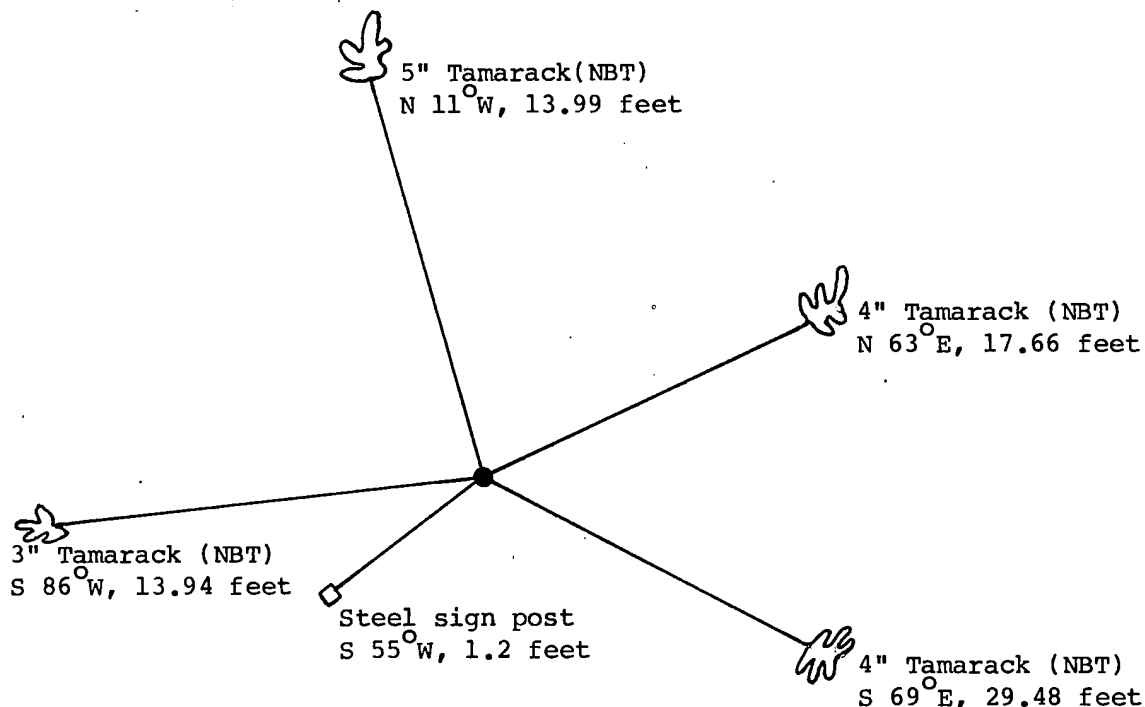 5" Tamarack(NBT)
N 11°W, 13.99 feet
4" Tamarack (NBT)
N 63°E, 17.66 feet
3" Tamarack (NBT)
S 86°W, 13.94 feet
Steel sign post
S 55°W, 1.2 feet
4" Tamarack (NBT)
S 69°E, 29.48 feet